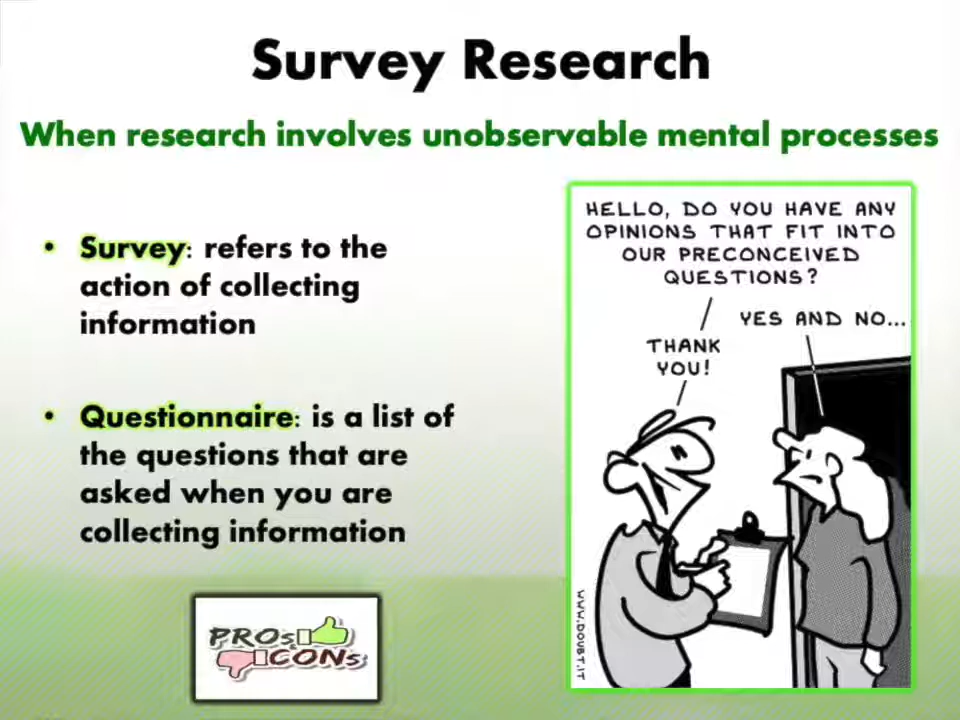 Survey Research
When research involves unobservable mental processes
• Survey: refers to the
action of collecting
information
• Questionnaire: is a list of
the questions that are
asked when you are
collecting information
PROs
& CONs
HELLO, DO YOU HAVE ANY
OPINIONS THAT FIT INTO
OUR PRECONCEIVED
QUESTIONS?
YES AND NO...
THANK
YOU!
WWW.DOUBT.IT